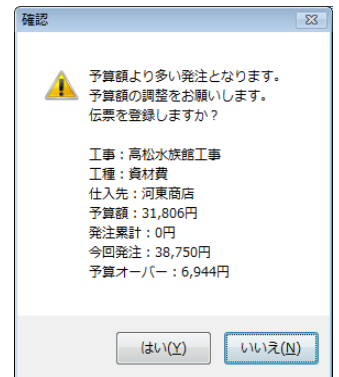 確認
予算額より多い発注となります。
予算額の調整をお願いします。
伝票を登録しますか？
工事：高松水族館工事
工種：資材費
仕入先：河東商店
予算額：31,806円
発注累計：0円
今回発注：38,750円
予算オーバー：6,944円
はい(Y)
いいえ(N)